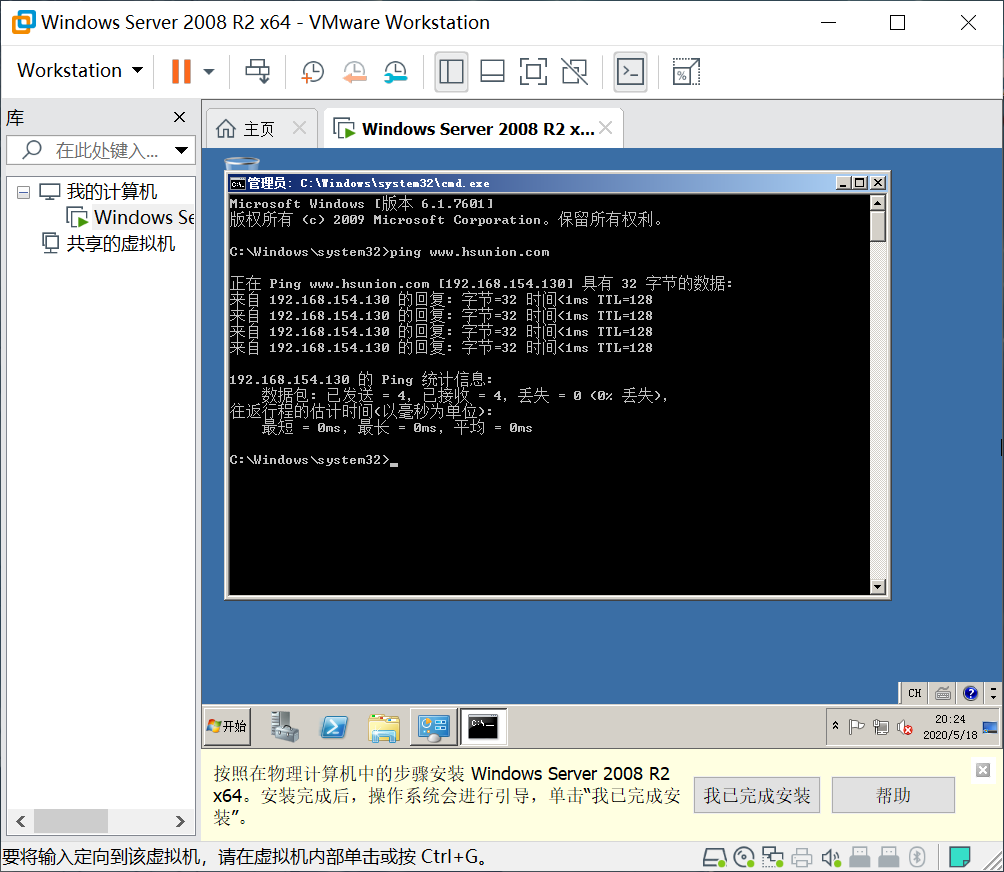 Windows Server 2008 R2 x64 - VMware Workstation
Workstation
库
在此处键入...
我的计算机
Windows Se
共享的虚拟机
主页
Windows Server 2008 R2 x...
管理员: C:\Windows\system32\cmd.exe
Microsoft Windows [版本 6.1.7601]
版权所有 (c) 2009 Microsoft Corporation。保留所有权利。
C:\Windows\system32>ping www.hsunion.com
正在 Ping www.hsunion.com [192.168.154.130] 具有 32 字节的数据:
来自 192.168.154.130 的回复: 字节=32 时间<1ms TTL=128
来自 192.168.154.130 的回复: 字节=32 时间<1ms TTL=128
来自 192.168.154.130 的回复: 字节=32 时间<1ms TTL=128
来自 192.168.154.130 的回复: 字节=32 时间<1ms TTL=128
192.168.154.130 的 Ping 统计信息:
数据包: 已发送 = 4，已接收 = 4，丢失 = 0 (0% 丢失)，
往返行程的估计时间(以毫秒为单位):
最短 = 0ms，最长 = 0ms，平均 = 0ms
C:\Windows\system32>_
CH
开始
20:24
2020/5/18
按照在物理计算机中的步骤安装 Windows Server 2008 R2
x64。安装完成后，操作系统会进行引导，单击“我已完成安
装”。
我已完成安装
帮助
要将输入定向到该虚拟机，请在虚拟机内部单击或按 Ctrl+G。